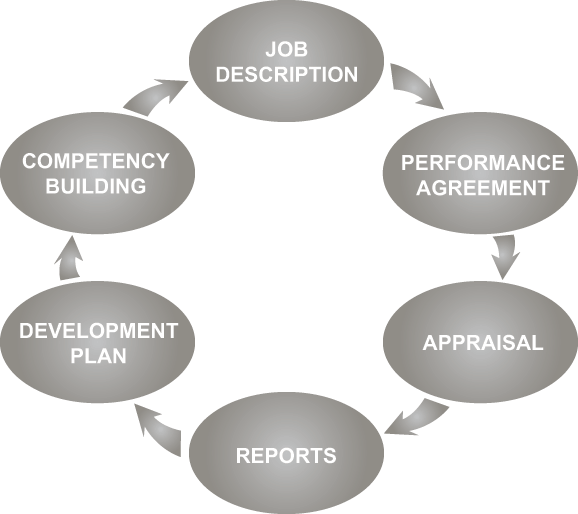 JOB
DESCRIPTION
PERFORMANCE
AGREEMENT
APPRAISAL
REPORTS
DEVELOPMENT
PLAN
COMPETENCY
BUILDING